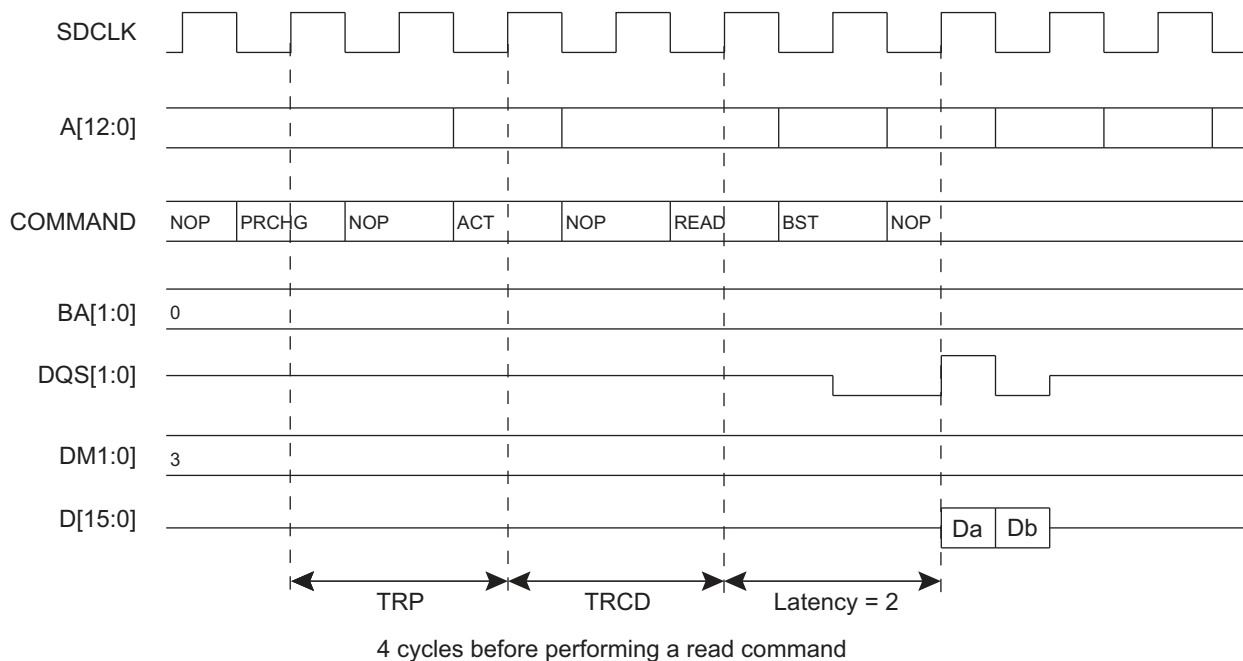 SDCLK
A[12:0]
COMMAND NOP PRCHG NOP ACT NOP READ BST NOP
BA[1:0] 0
DQS[1:0]
DM1:0] 3
D[15:0] Da Db
TRP TRCD Latency = 2
4 cycles before performing a read command